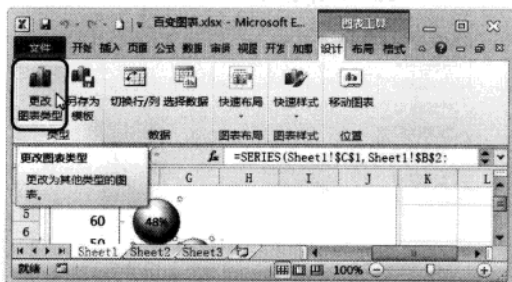 百变图表.xlsx - Microsoft E... 图表工具
文件 开始 插入 页面 公式 数据 审阅 视图 开发 加载 设计 布局 格式
更改 另存为 切换行/列 选择数据 快速布局 快速样式 移动图表
图表类型 模板
类型 数据 图表布局 图表样式 位置
更改图表类型 fx =SERIES(Sheet1!$C$1,Sheet1!$B$2:
更改为其他类型的图表。
G H I J K L
5
60 48%
6
50
Sheet1 Sheet2 Sheet3
就绪 100%